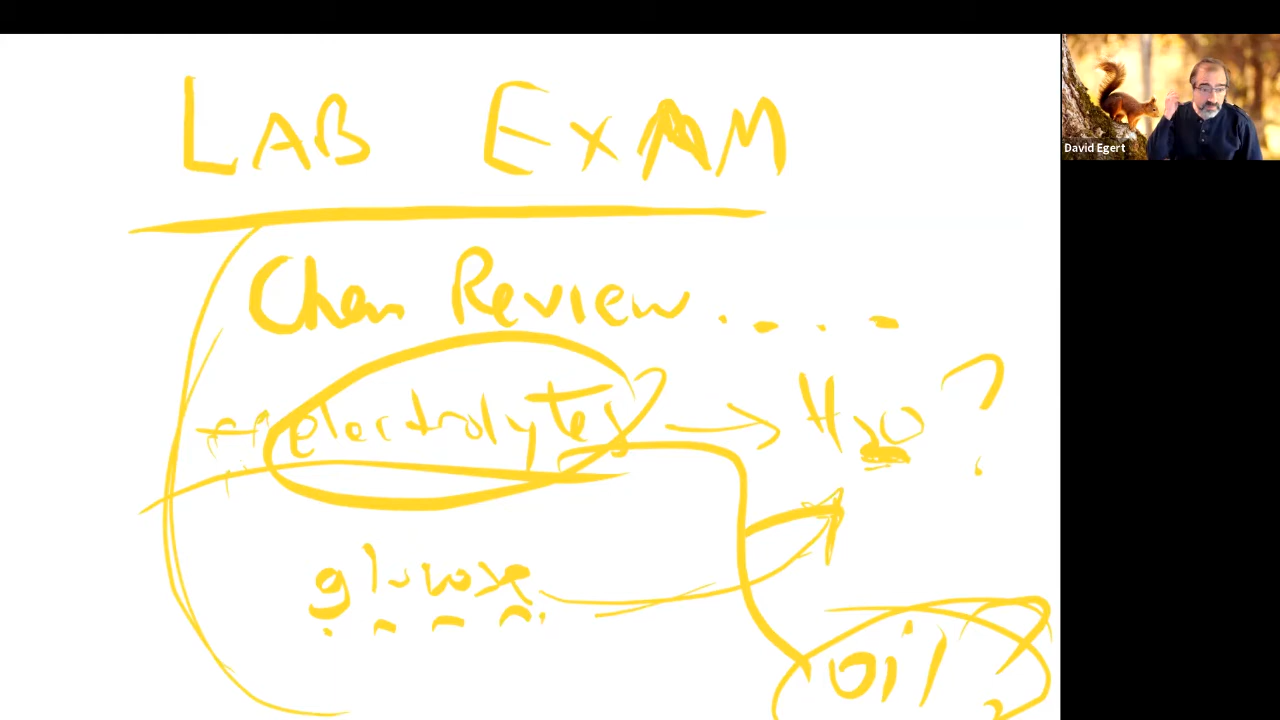 LAB EXAM
David Egert
Chem Review . . . .
electrolytes → H2O ?
glucose
oil ?